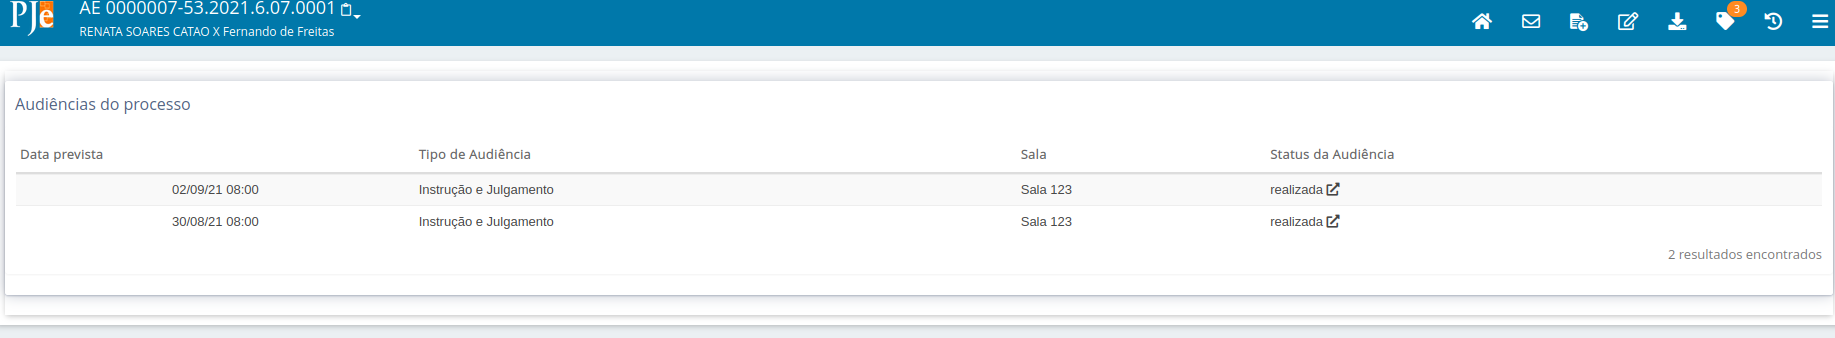 PJe
AE 0000007-53.2021.6.07.0001
RENATA SOARES CATAO X Fernando de Freitas
3
Audiências do processo
Data prevista Tipo de Audiência Sala Status da Audiência
02/09/21 08:00 Instrução e Julgamento Sala 123 realizada
30/08/21 08:00 Instrução e Julgamento Sala 123 realizada
2 resultados encontrados